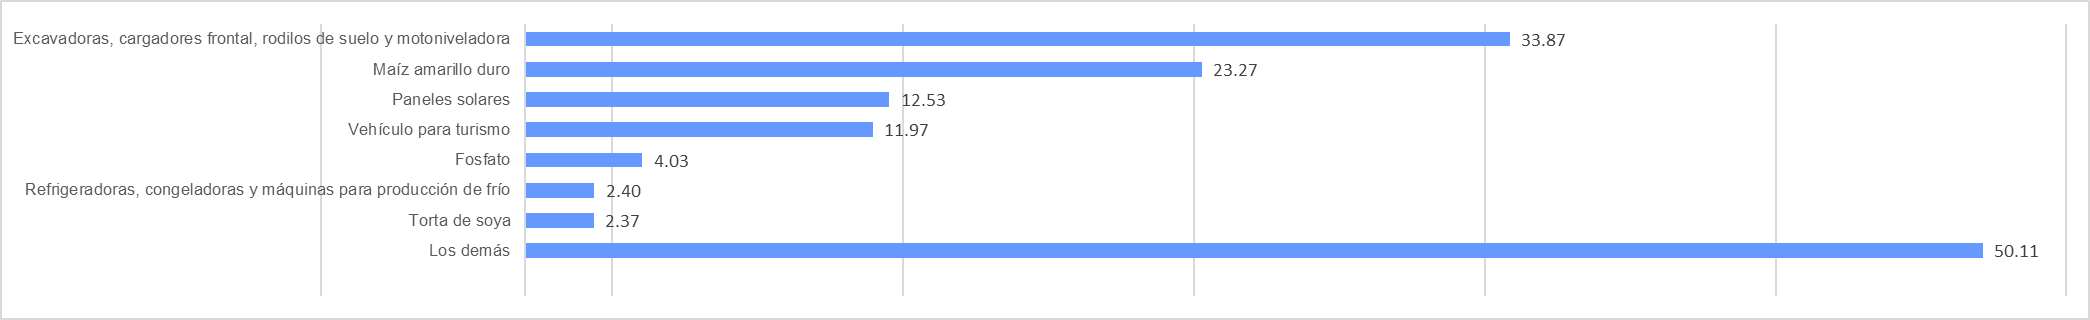 Excavadoras, cargadores frontal, rodilos de suelo y motoniveladora 33.87
Maíz amarillo duro 23.27
Paneles solares 12.53
Vehículo para turismo 11.97
Fosfato 4.03
Refrigeradoras, congeladoras y máquinas para producción de frío 2.40
Torta de soya 2.37
Los demás 50.11